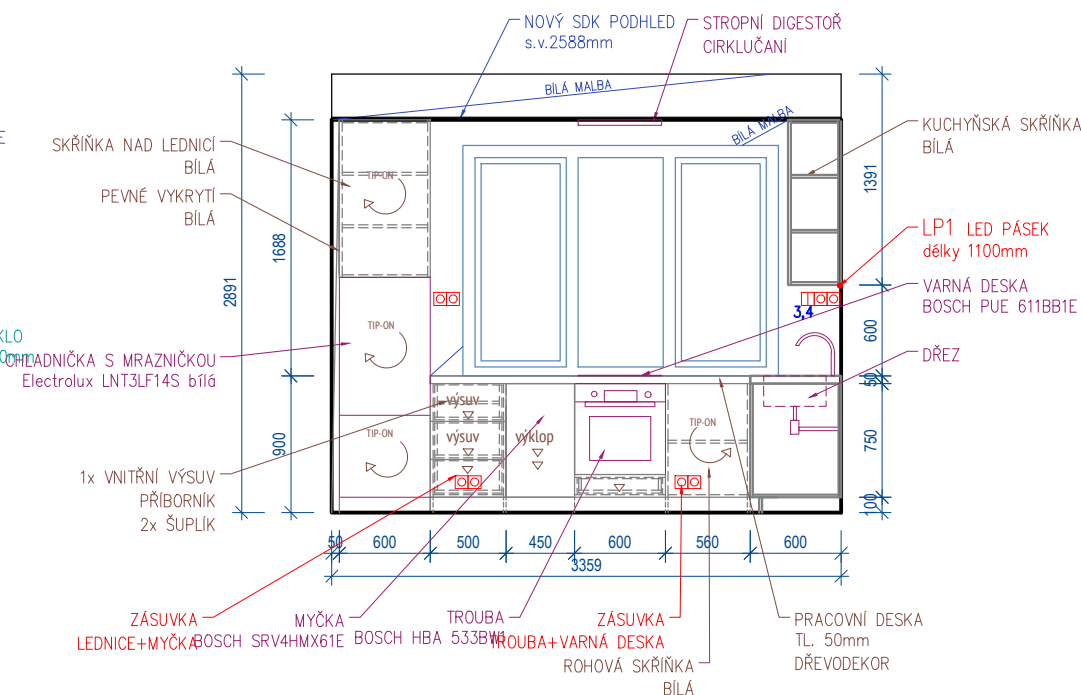 NOVÝ SDK PODHLED
s.v.2588mm
STROPNÍ DIGESTOŘ
CIRKLUČANÍ
BÍLÁ MALBA
BÍLÁ MALBA
E
SKŘÍŇKA NAD LEDNICÍ
BÍLÁ
PEVNÉ VYKRYTÍ
BÍLÁ
KUCHYŇSKÁ SKŘÍŇKA
BÍLÁ
LP1 LED PÁSEK
délky 1100mm
VARNÁ DESKA
BOSCH PUE 611BB1E
DŘEZ
KLO
0mm
CHLADNIČKA S MRAZNIČKOU
Electrolux LNT3LF14S bílá
1x VNITŘNÍ VÝSUV
PŘÍBORNÍK
2x ŠUPLÍK
TIP-ON
TIP-ON
TIP-ON
TIP-ON
výsuv
výsuv
výklop
3,4
2891
1688
900
1391
600
50
750
100
50
600
500
450
600
560
600
3359
ZÁSUVKA
LEDNICE+MYČKA
MYČKA
BOSCH SRV4HMX61E
TROUBA
BOSCH HBA 533BW1
ZÁSUVKA
TROUBA+VARNÁ DESKA
ROHOVÁ SKŘÍŇKA
BÍLÁ
PRACOVNÍ DESKA
TL. 50mm
DŘEVODEKOR